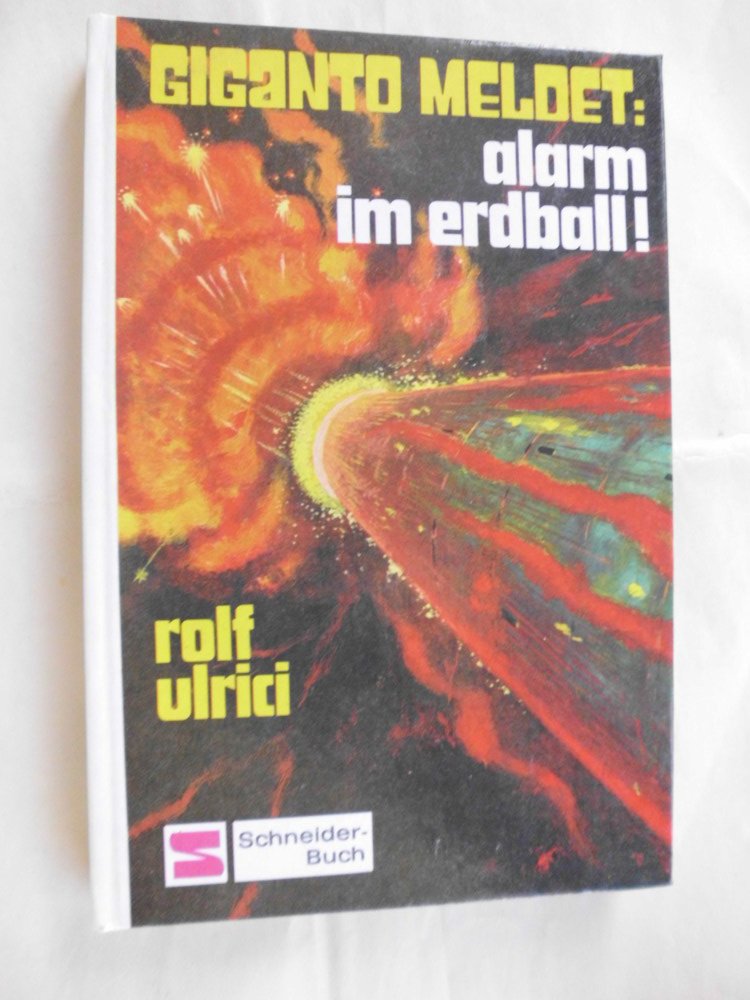 GIGANTO MELDET:
alarm
im erdball!
rolf
ulrici
Schneider-
Buch